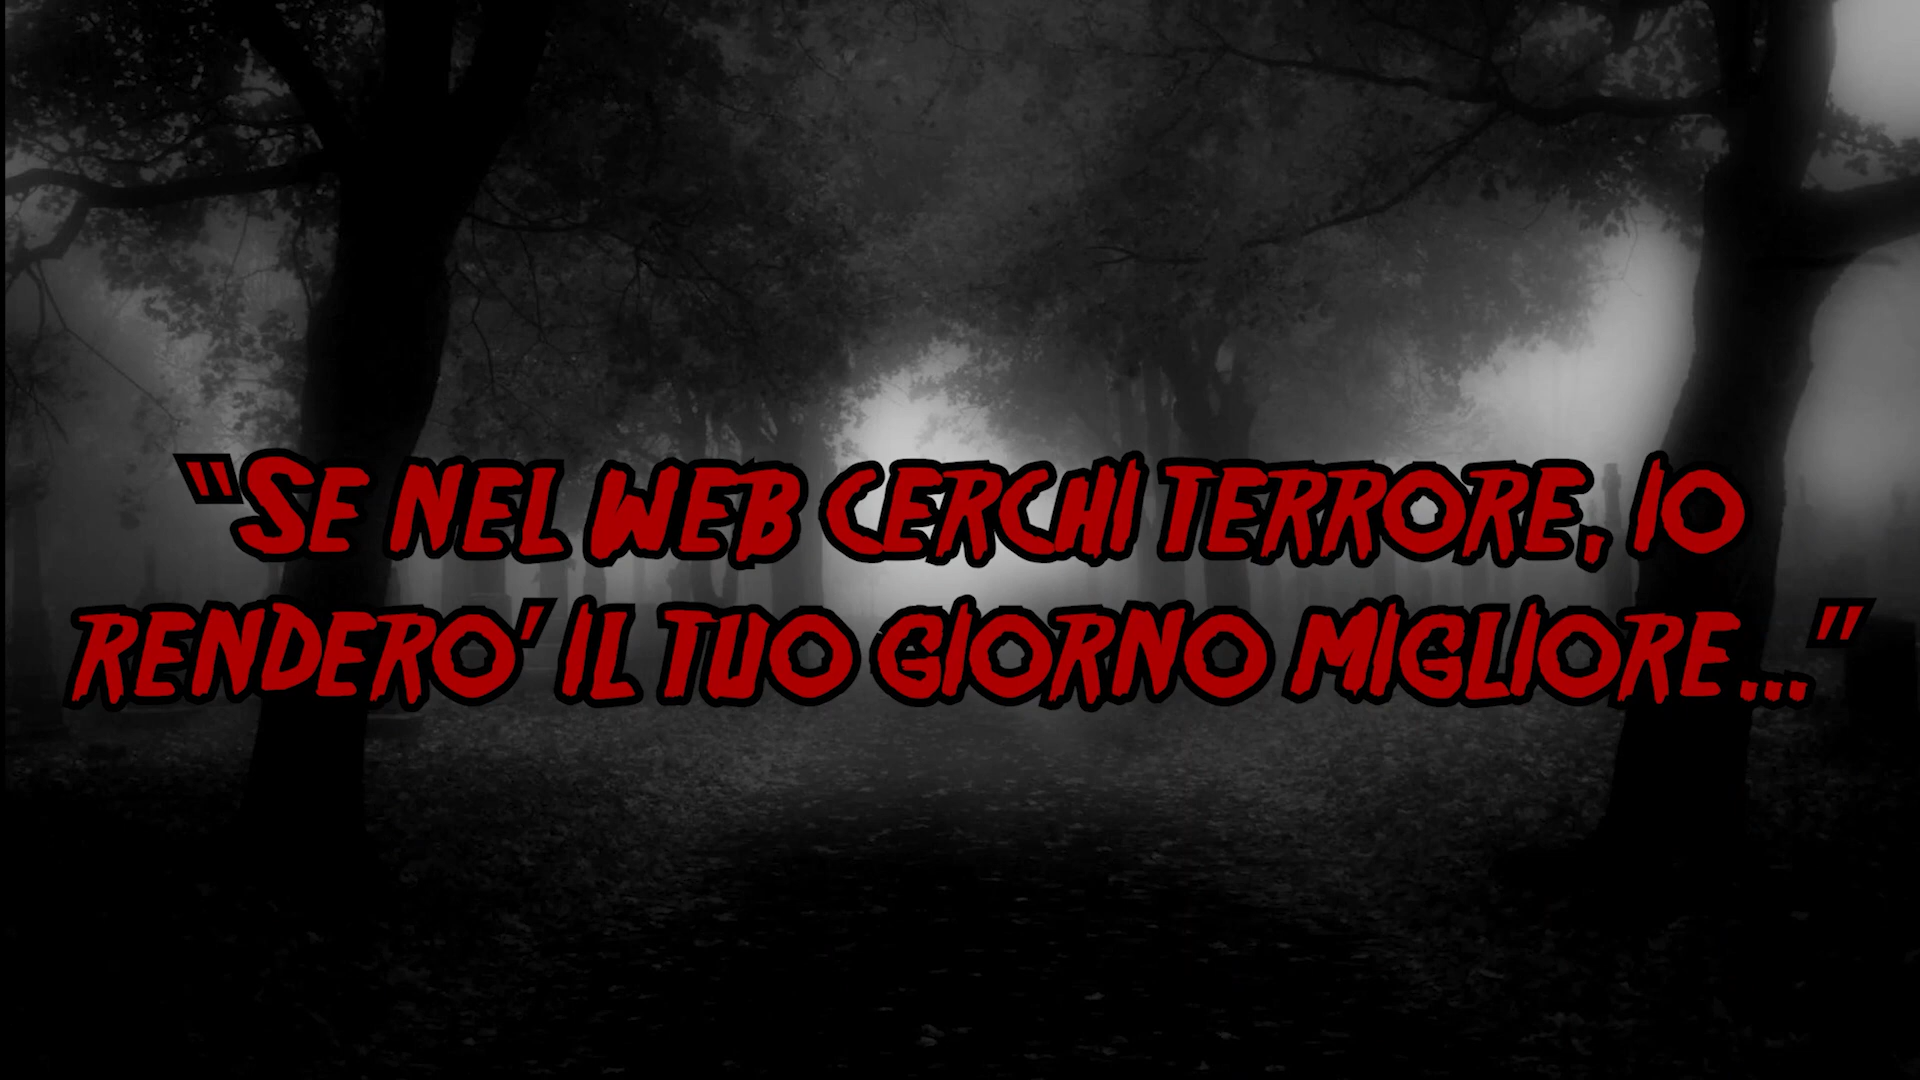 “SE NEL WEB CERCHI TERRORE, IO
RENDERO' IL TUO GIORNO MIGLIORE...”